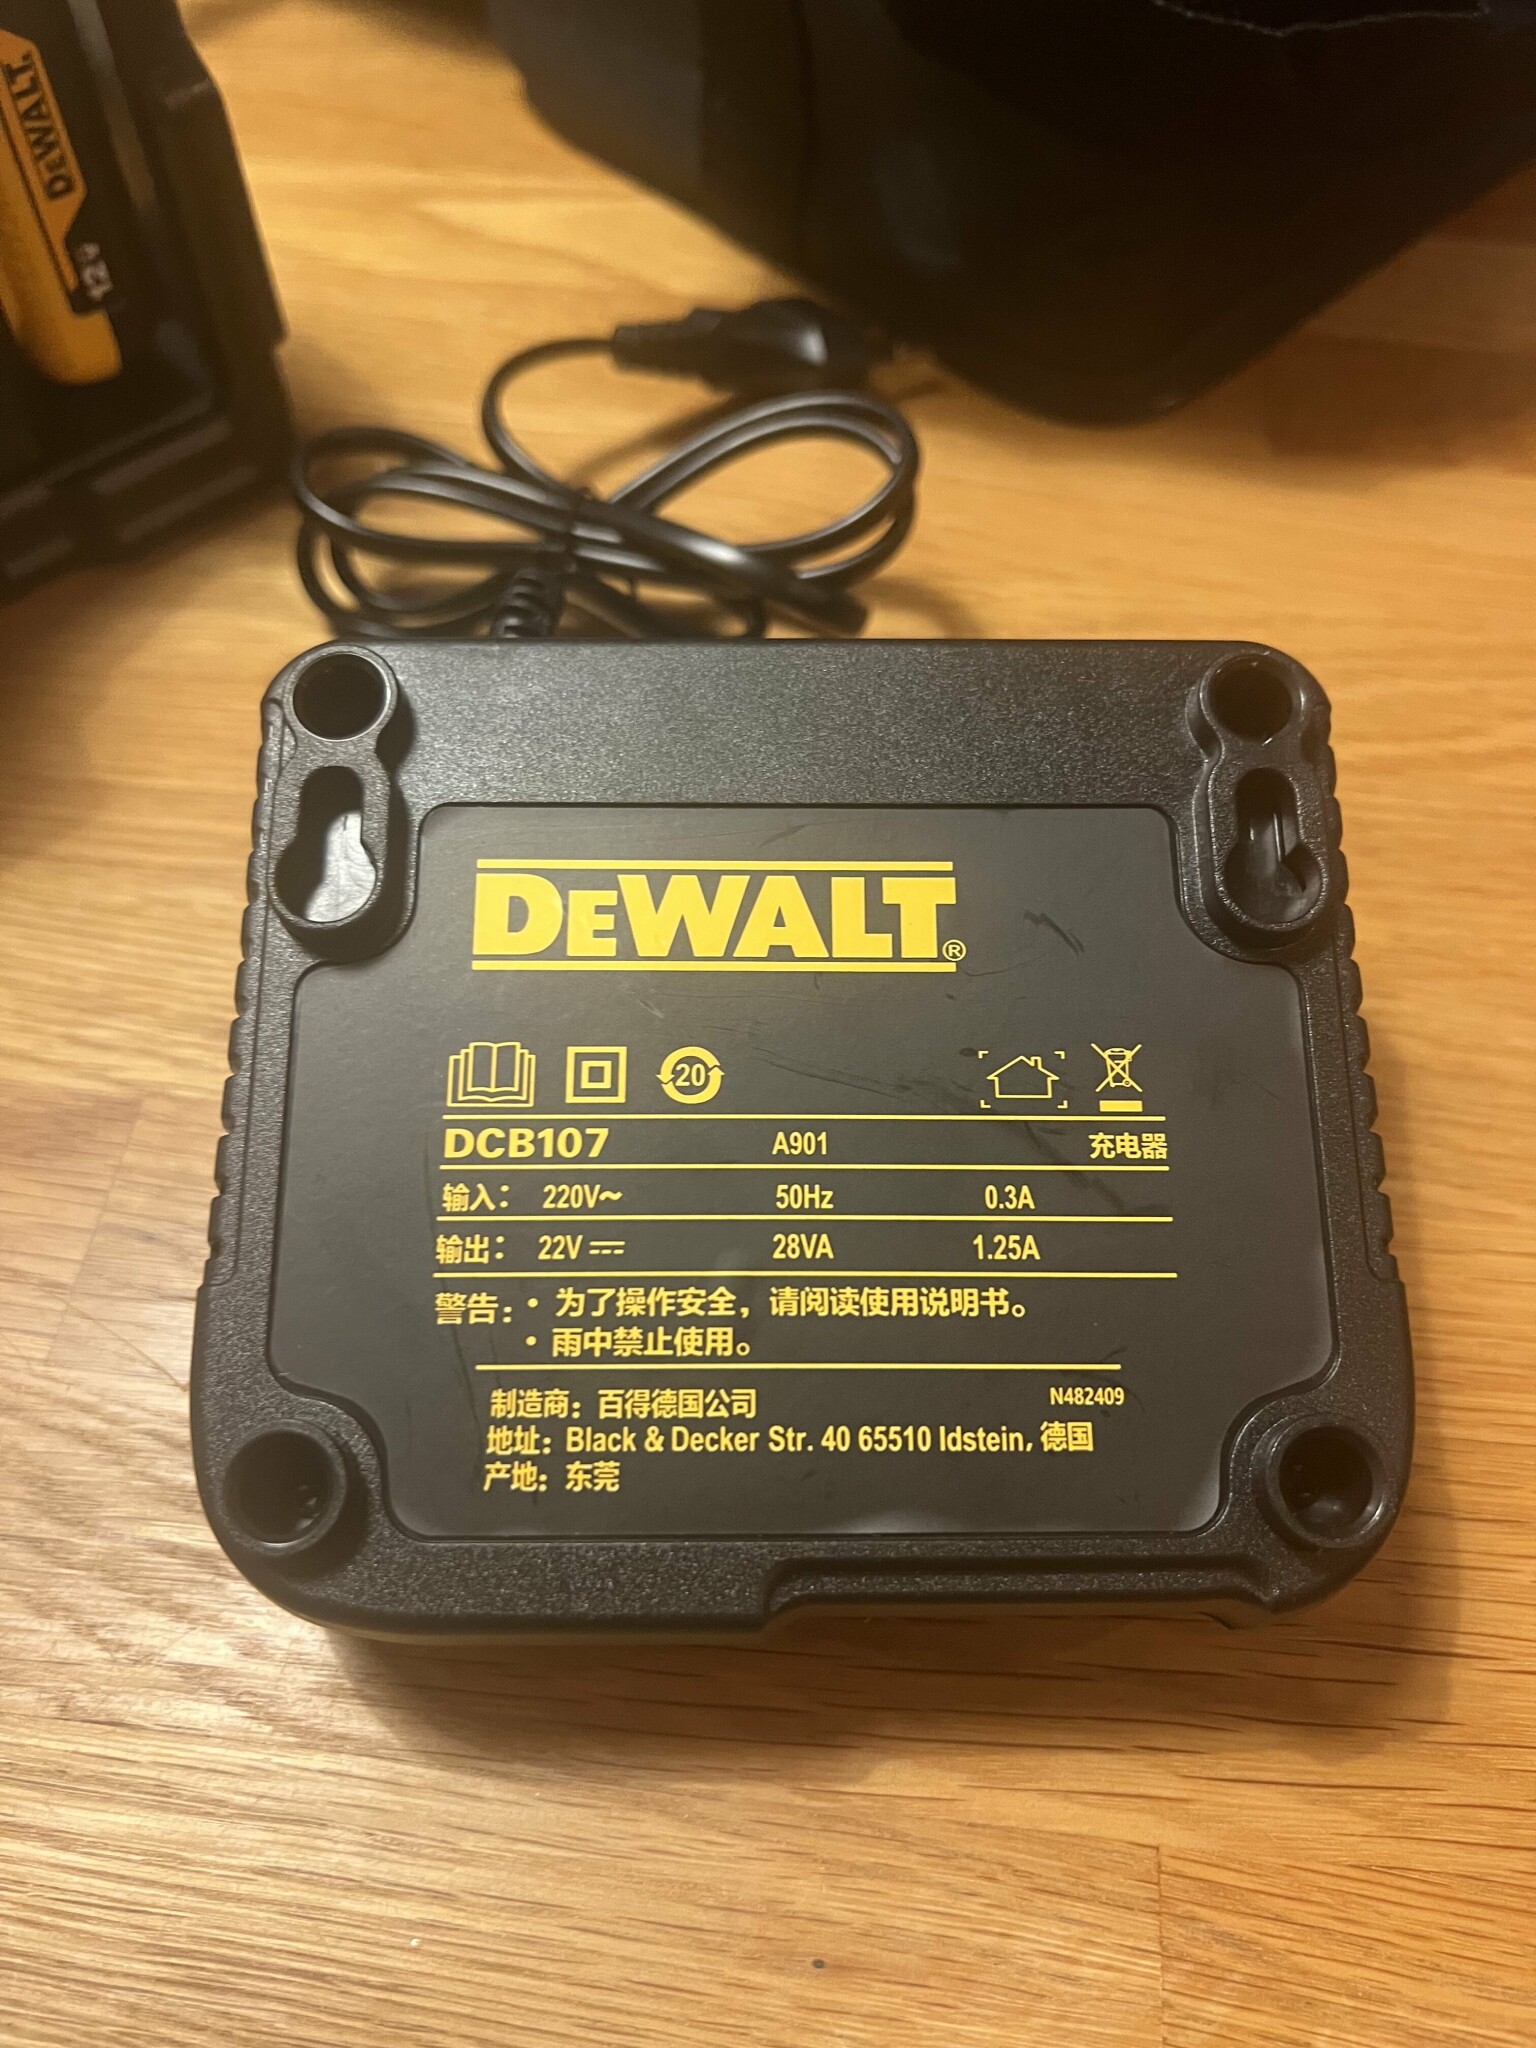 DEWALT
12V
DEWALT®
20
DCB107 A901 充电器
输入： 220V～ 50Hz 0.3A
输出： 22V ⎓ 28VA 1.25A
警告：• 为了操作安全，请阅读使用说明书。
• 雨中禁止使用。
制造商：百得德国公司 N482409
地址：Black & Decker Str. 40 65510 Idstein, 德国
产地：东莞